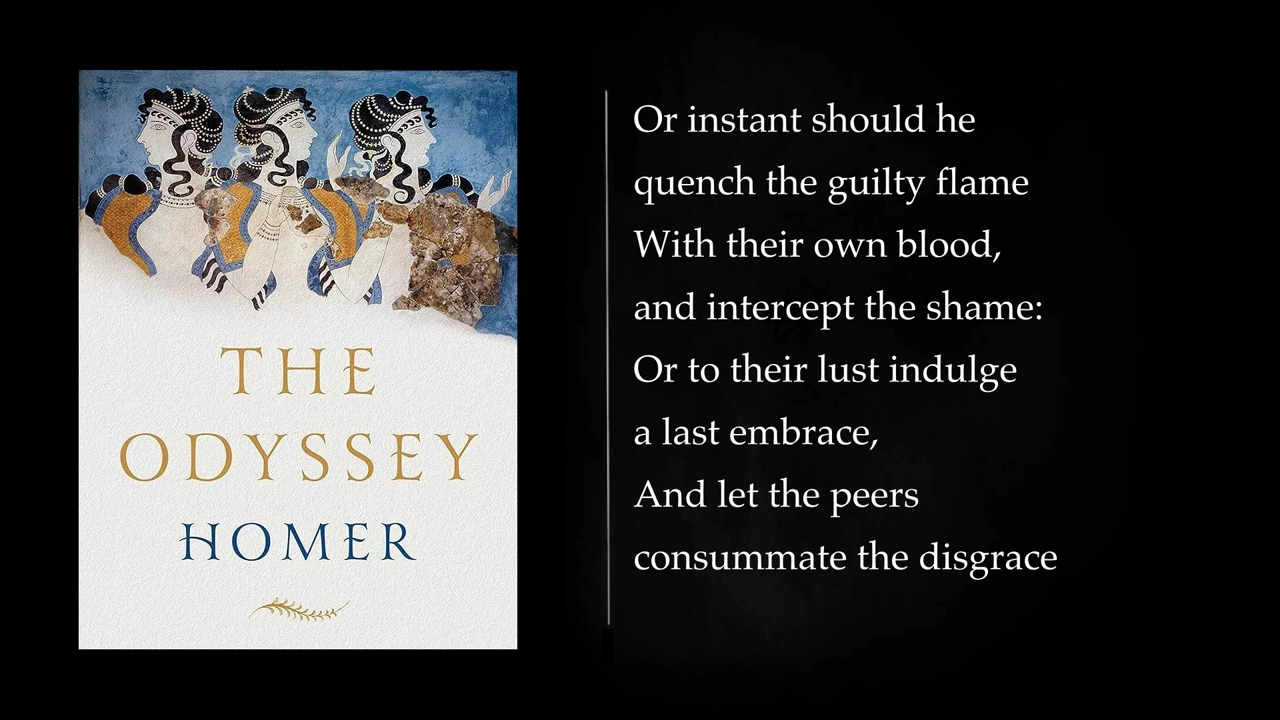 THE
ODYSSEY
HOMER
Or instant should he
quench the guilty flame
With their own blood,
and intercept the shame:
Or to their lust indulge
a last embrace,
And let the peers
consummate the disgrace